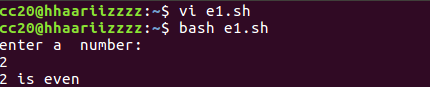 cc20@hhaariizzzz:~$ vi e1.sh
cc20@hhaariizzzz:~$ bash e1.sh
enter a  number:
2
2 is even